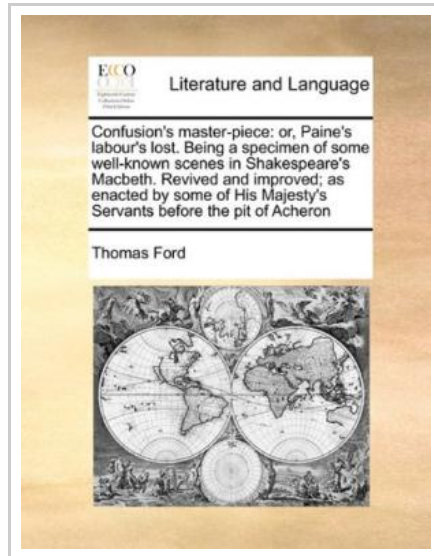 ECCO
Literature and Language
Confusion's master-piece: or, Paine's
labour's lost. Being a specimen of some
well-known scenes in Shakespeare's
Macbeth. Revived and improved; as
enacted by some of His Majesty's
Servants before the pit of Acheron
Thomas Ford